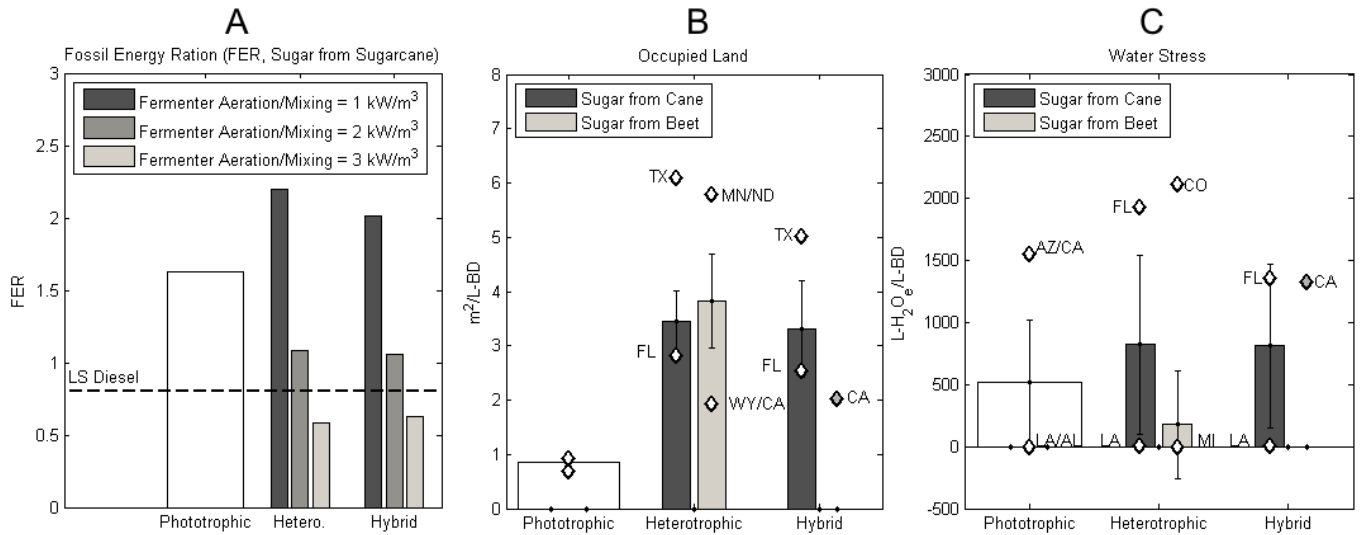 A
Fossil Energy Ration (FER, Sugar from Sugarcane)
3
2.5
2
1.5
1
0.5
0
FER
Fermenter Aeration/Mixing = 1 kW/m³
Fermenter Aeration/Mixing = 2 kW/m³
Fermenter Aeration/Mixing = 3 kW/m³
LS Diesel
Phototrophic Hetero. Hybrid
B
Occupied Land
8
7
6
5
4
3
2
1
0
m²/L-BD
Sugar from Cane
Sugar from Beet
TX
MN/ND
TX
FL
FL
WY/CA
CA
Phototrophic Heterotrophic Hybrid
C
Water Stress
3000
2500
2000
1500
1000
500
0
-500
L-H₂Oₑ/L-BD
Sugar from Cane
Sugar from Beet
CO
FL
AZ/CA
FL
CA
LA/AL LA MI LA
Phototrophic Heterotrophic Hybrid